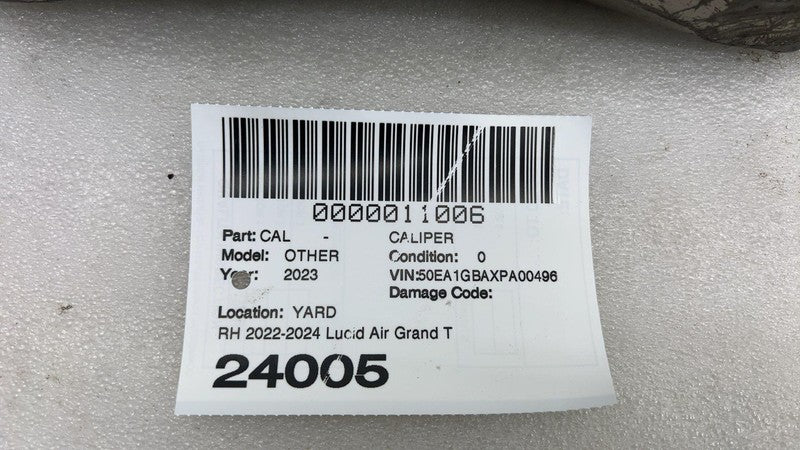 0000011006
Part: CAL - CALIPER
Model: OTHER Condition: 0
Year: 2023 VIN:50EA1GBAXPA00496
Damage Code:
Location: YARD
RH 2022-2024 Lucid Air Grand T
24005